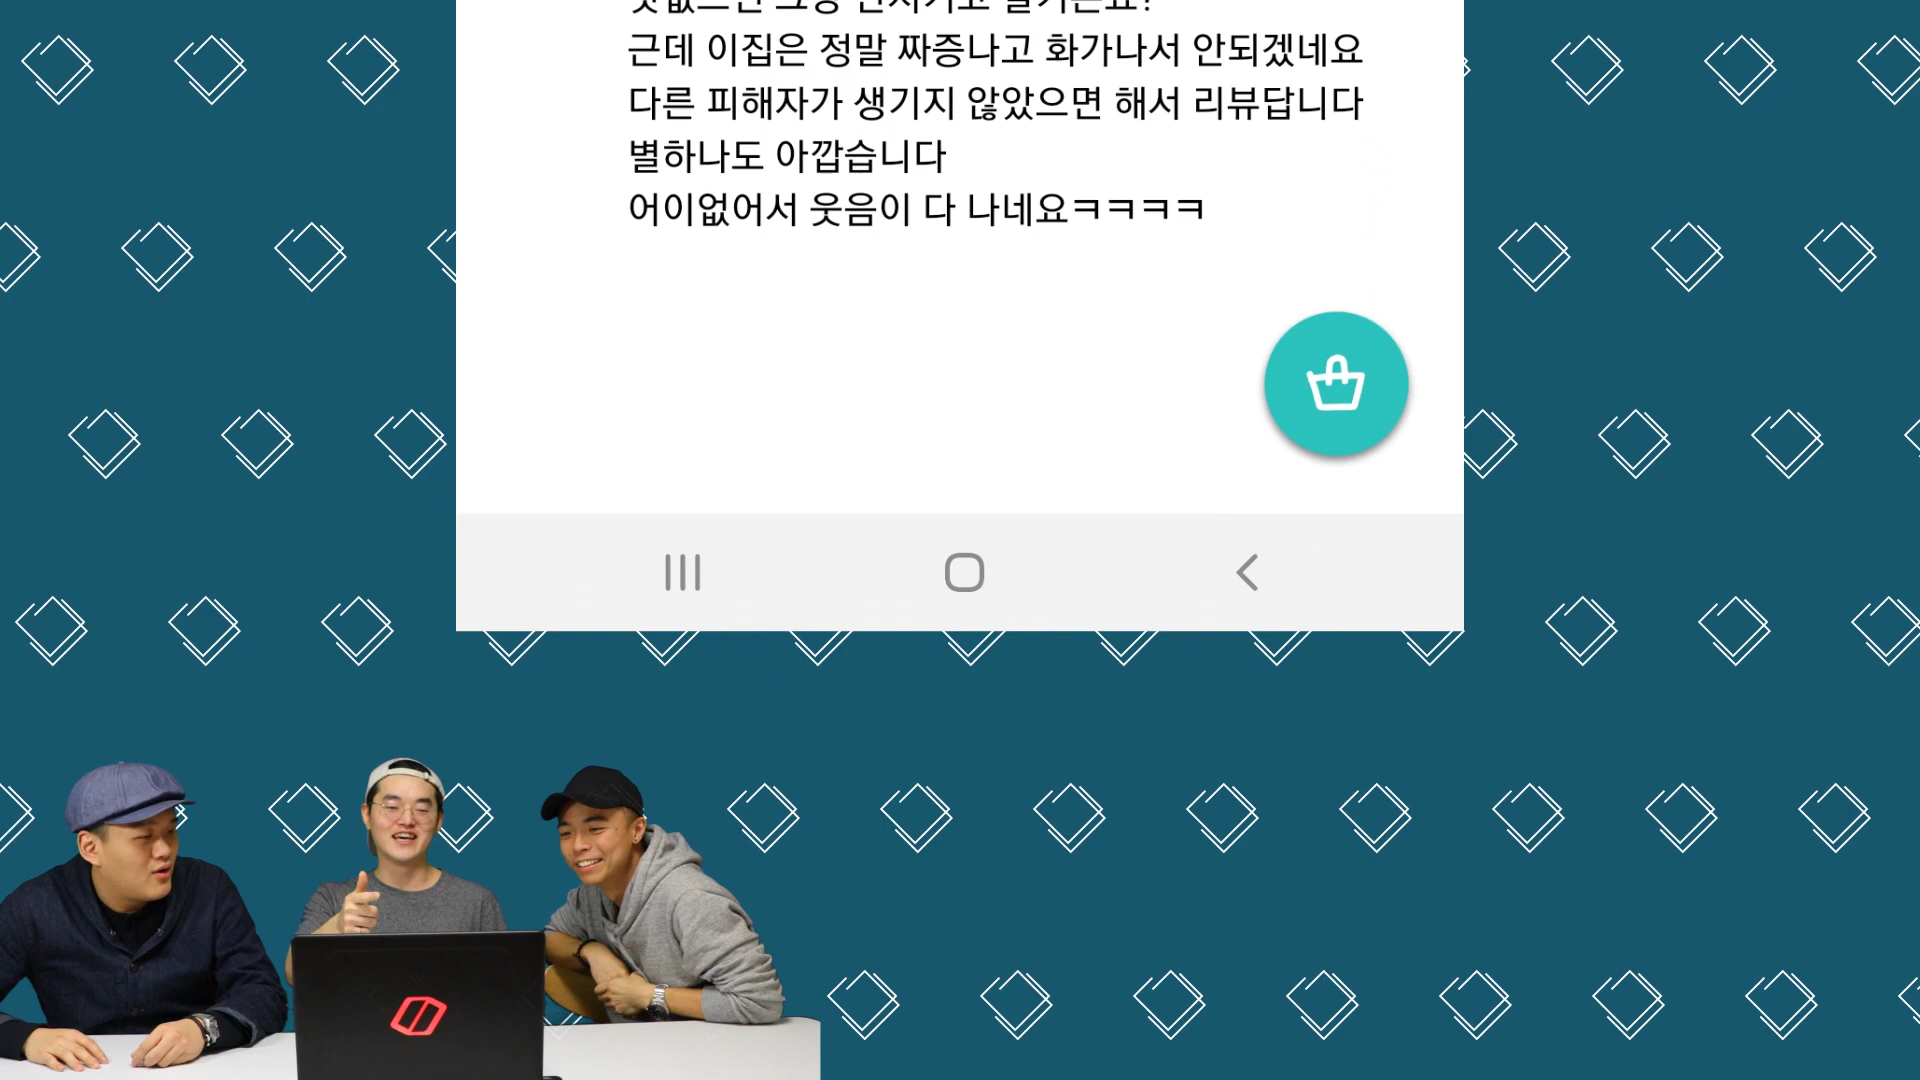 근데 이집은 정말 짜증나고 화가나서 안되겠네요
다른 피해자가 생기지 않았으면 해서 리뷰답니다
별하나도 아깝습니다
어이없어서 웃음이 다 나네요ㅋㅋㅋㅋ